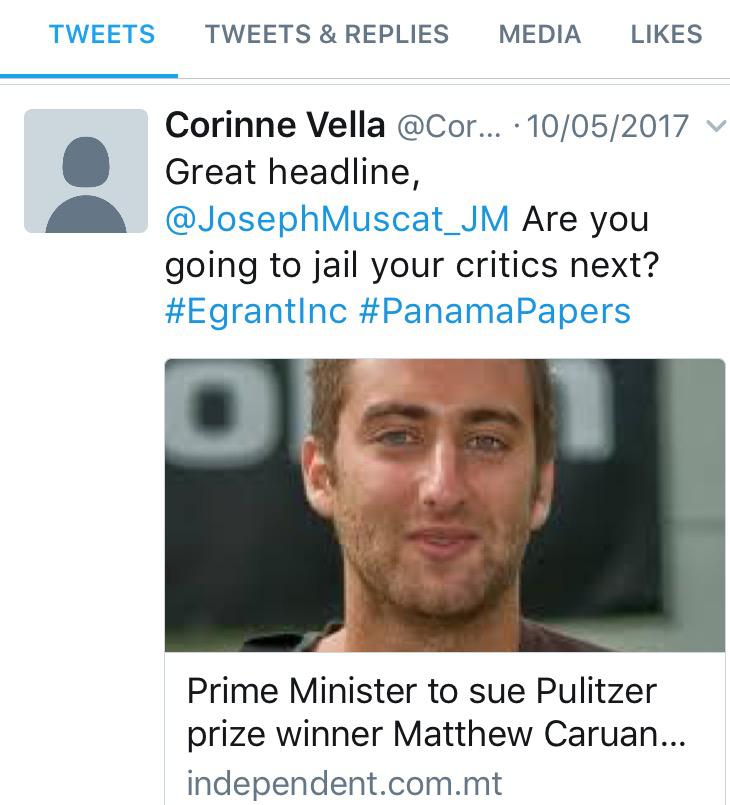 TWEETS TWEETS & REPLIES MEDIA LIKES
Corinne Vella @Cor... · 10/05/2017
Great headline,
@JosephMuscat_JM Are you
going to jail your critics next?
#EgrantInc #PanamaPapers
Prime Minister to sue Pulitzer
prize winner Matthew Caruan...
independent.com.mt